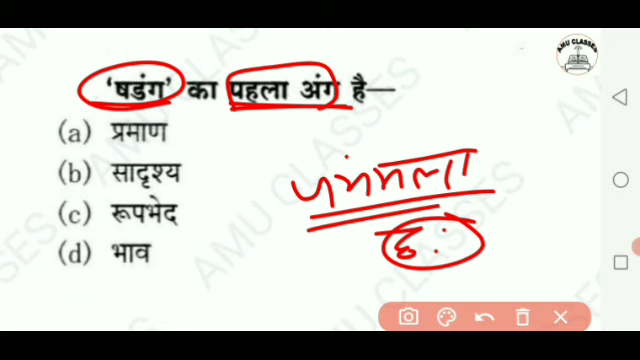 AMU CLASSES
'षडंग' का पहला अंग है—
(a) प्रमाण
(b) सादृश्य
(c) रूपभेद
(d) भाव